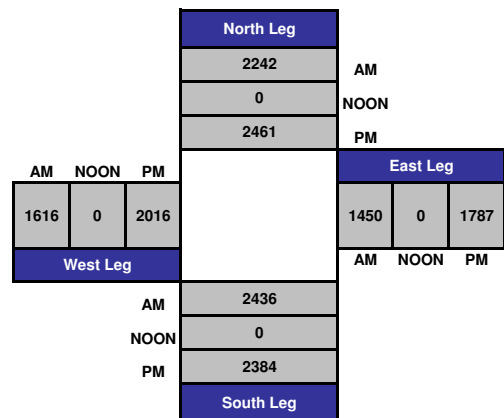 North Leg
2242 AM
0 NOON
2461 PM
AM NOON PM
East Leg
1616 0 2016
1450 0 1787
West Leg
AM NOON PM
AM 2436
NOON 0
PM 2384
South Leg